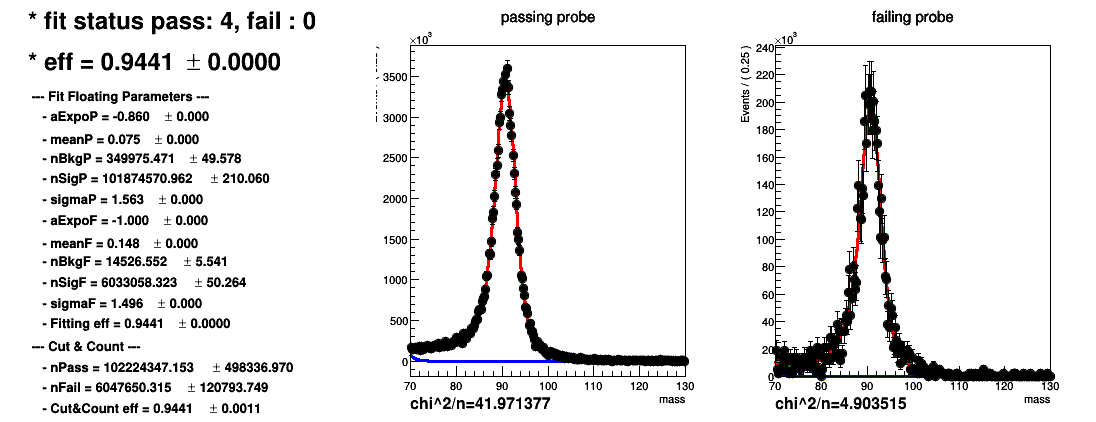 * fit status pass: 4, fail : 0
* eff = 0.9441 ± 0.0000
--- Fit Floating Parameters ---
- aExpoP = -0.860 ± 0.000
- meanP = 0.075 ± 0.000
- nBkgP = 349975.471 ± 49.578
- nSigP = 101874570.962 ± 210.060
- sigmaP = 1.563 ± 0.000
- aExpoF = -1.000 ± 0.000
- meanF = 0.148 ± 0.000
- nBkgF = 14526.552 ± 5.541
- nSigF = 6033058.323 ± 50.264
- sigmaF = 1.496 ± 0.000
- Fitting eff = 0.9441 ± 0.0000
--- Cut & Count ---
- nPass = 102224347.153 ± 498336.970
- nFail = 6047650.315 ± 120793.749
- Cut&Count eff = 0.9441 ± 0.0011
passing probe
×10³
3500
3000
2500
2000
1500
1000
500
0
70 80 90 100 110 120 130
mass
chi^2/n=41.971377
failing probe
×10³
Events / ( 0.25 )
240
220
200
180
160
140
120
100
80
60
40
20
0
70 80 90 100 110 120 130
mass
chi^2/n=4.903515